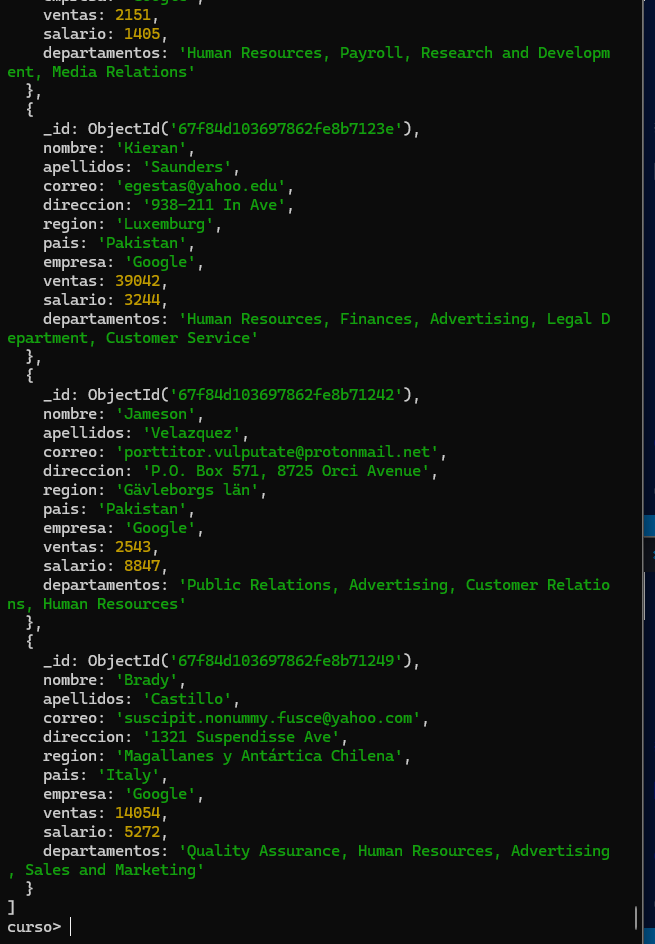 empresa: 'Google',
ventas: 2151,
salario: 1405,
departamentos: 'Human Resources, Payroll, Research and Developm
ent, Media Relations'
},
{
_id: ObjectId('67f84d103697862fe8b7123e'),
nombre: 'Kieran',
apellidos: 'Saunders',
correo: 'egestas@yahoo.edu',
direccion: '938-211 In Ave',
region: 'Luxemburg',
pais: 'Pakistan',
empresa: 'Google',
ventas: 39042,
salario: 3244,
departamentos: 'Human Resources, Finances, Advertising, Legal D
epartment, Customer Service'
},
{
_id: ObjectId('67f84d103697862fe8b71242'),
nombre: 'Jameson',
apellidos: 'Velazquez',
correo: 'porttitor.vulputate@protonmail.net',
direccion: 'P.O. Box 571, 8725 Orci Avenue',
region: 'Gävleborgs län',
pais: 'Pakistan',
empresa: 'Google',
ventas: 2543,
salario: 8847,
departamentos: 'Public Relations, Advertising, Customer Relatio
ns, Human Resources'
},
{
_id: ObjectId('67f84d103697862fe8b71249'),
nombre: 'Brady',
apellidos: 'Castillo',
correo: 'suscipit.nonummy.fusce@yahoo.com',
direccion: '1321 Suspendisse Ave',
region: 'Magallanes y Antártica Chilena',
pais: 'Italy',
empresa: 'Google',
ventas: 14054,
salario: 5272,
departamentos: 'Quality Assurance, Human Resources, Advertising
, Sales and Marketing'
}
]
curso>